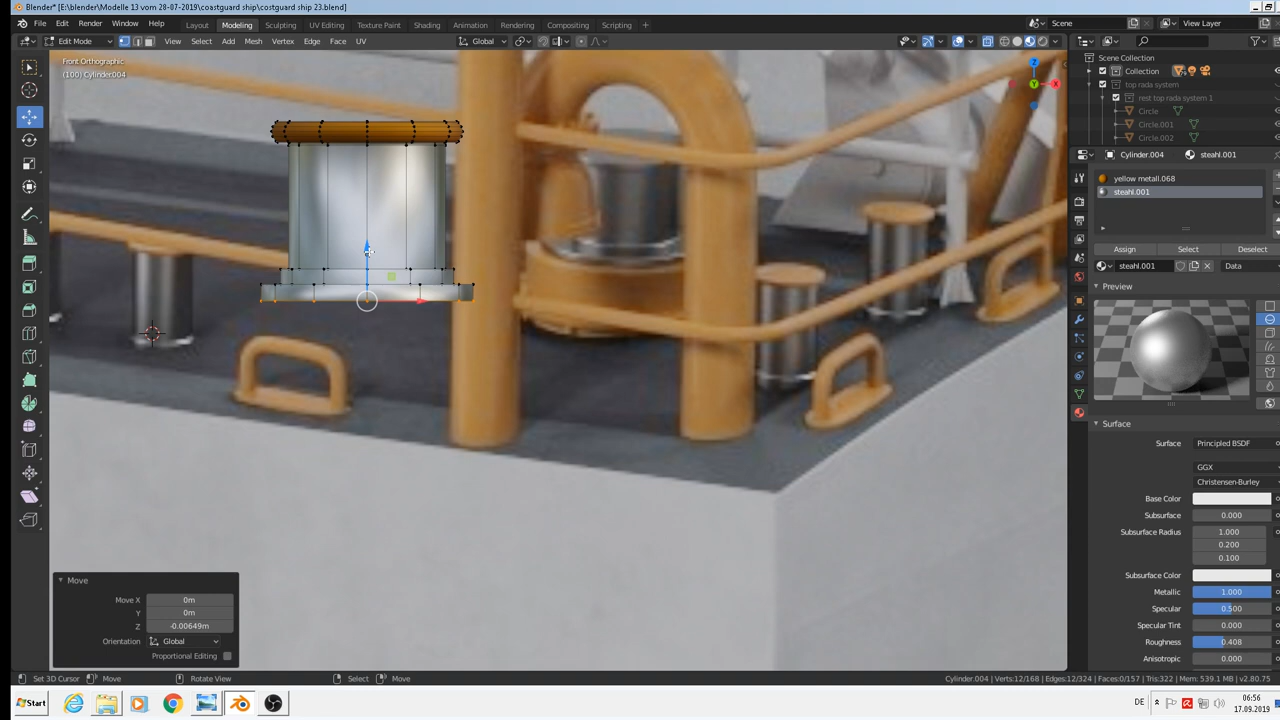 Blender* [E:\blender\Modelle 13 vom 28-07-2019\coastguard ship\costguard ship 23.blend]
File Edit Render Window Help Layout Modeling Sculpting UV Editing Texture Paint Shading Animation Rendering Compositing Scripting + Scene View Layer
Edit Mode View Select Add Mesh Vertex Edge Face UV Global
Front Orthographic
(100) Cylinder.004
Z
Y
X
Scene Collection
Collection
top rada system
rest top rada system 1
Circle
Circle.001
Circle.002
Cylinder.004 steahl.001
yellow metall.068
steahl.001
Assign Select Deselect
steahl.001 Data
Preview
Surface
Surface Principled BSDF
GGX
Christensen-Burley
Base Color
Subsurface 0.000
Subsurface Radius 1.000
0.200
0.100
Subsurface Color
Metallic 1.000
Specular 0.500
Specular Tint 0.000
Roughness 0.408
Anisotropic 0.000
Move
Move X 0m
Y 0m
Z -0.00649m
Orientation Global
Proportional Editing
Set 3D Cursor Move Rotate View Select Move Cylinder.004 | Verts:12/168 | Edges:12/324 | Faces:0/157 | Tris:322 | Mem: 539.1 MB | v2.80.75
Start DE 06:56
17.09.2019